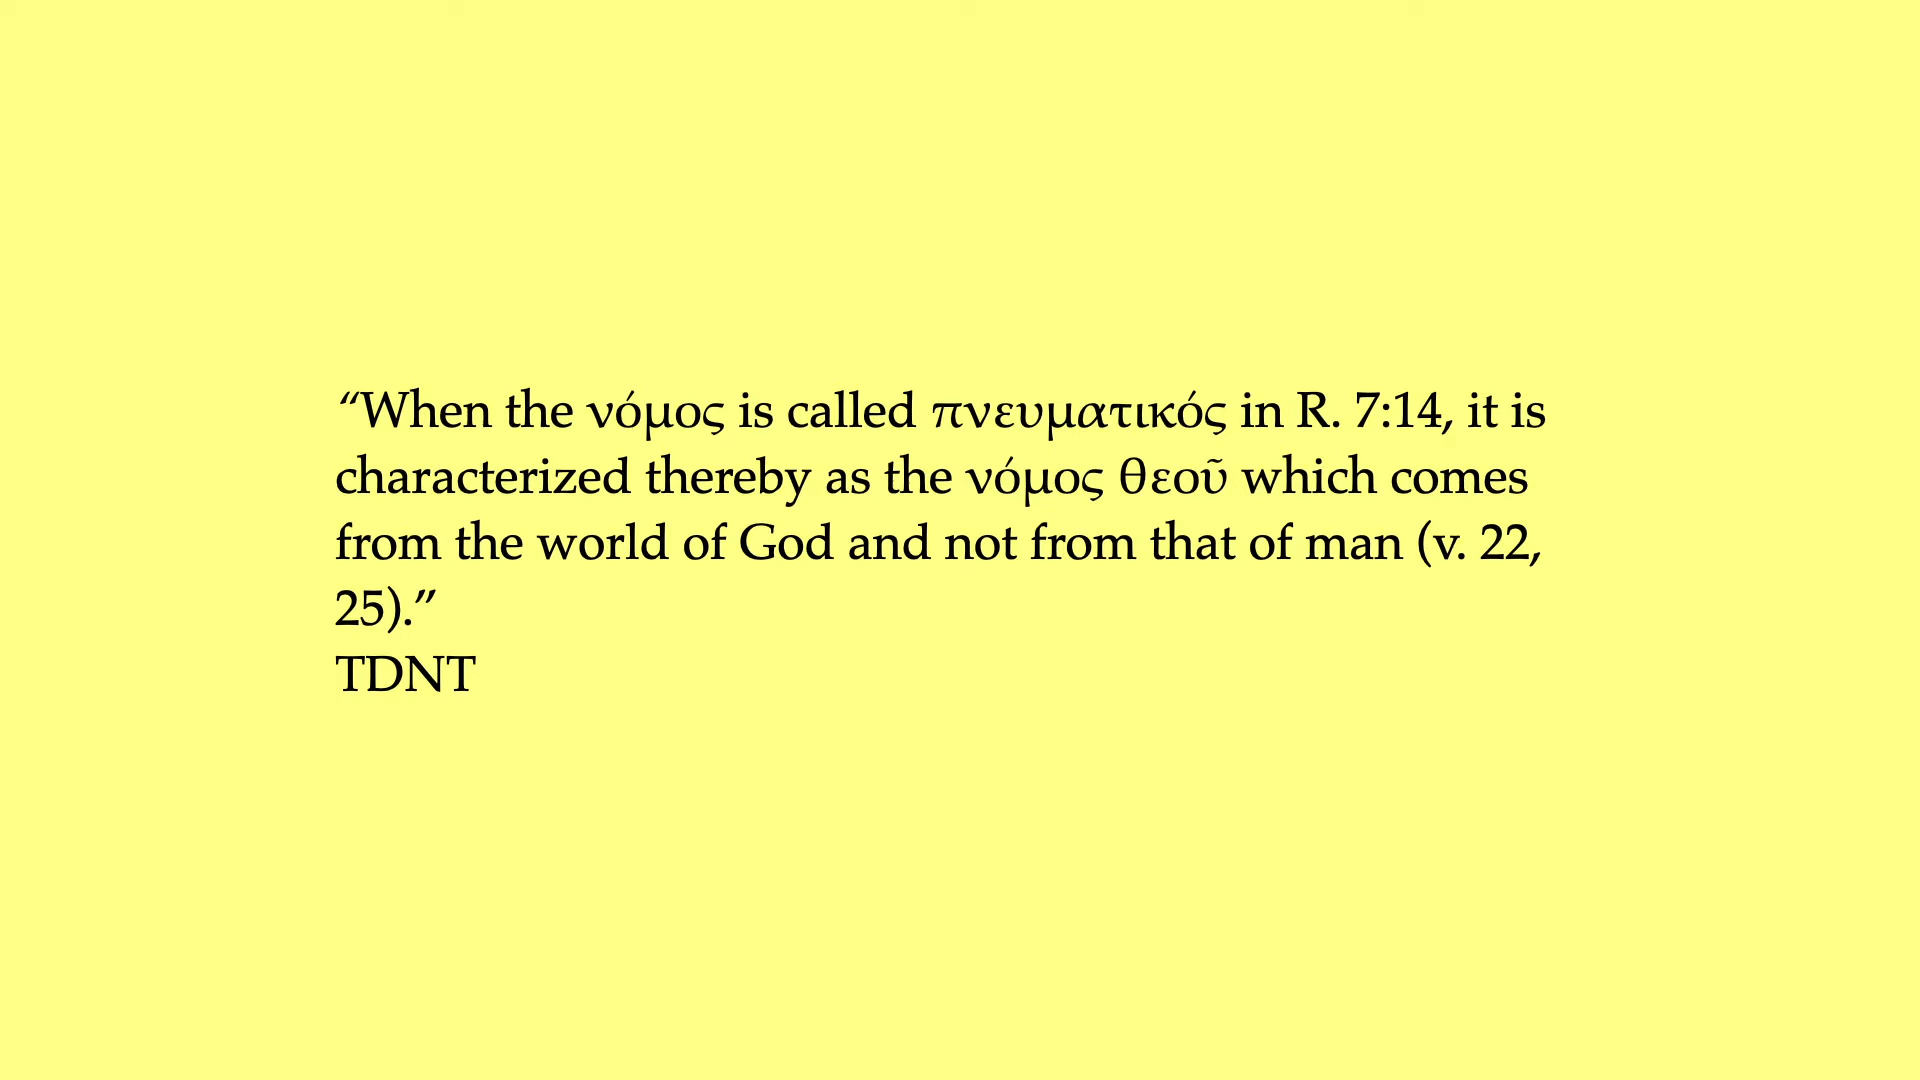 “When the νόμος is called πνευματικός in R. 7:14, it is
characterized thereby as the νόμος θεοῦ which comes
from the world of God and not from that of man (v. 22,
25).”
TDNT